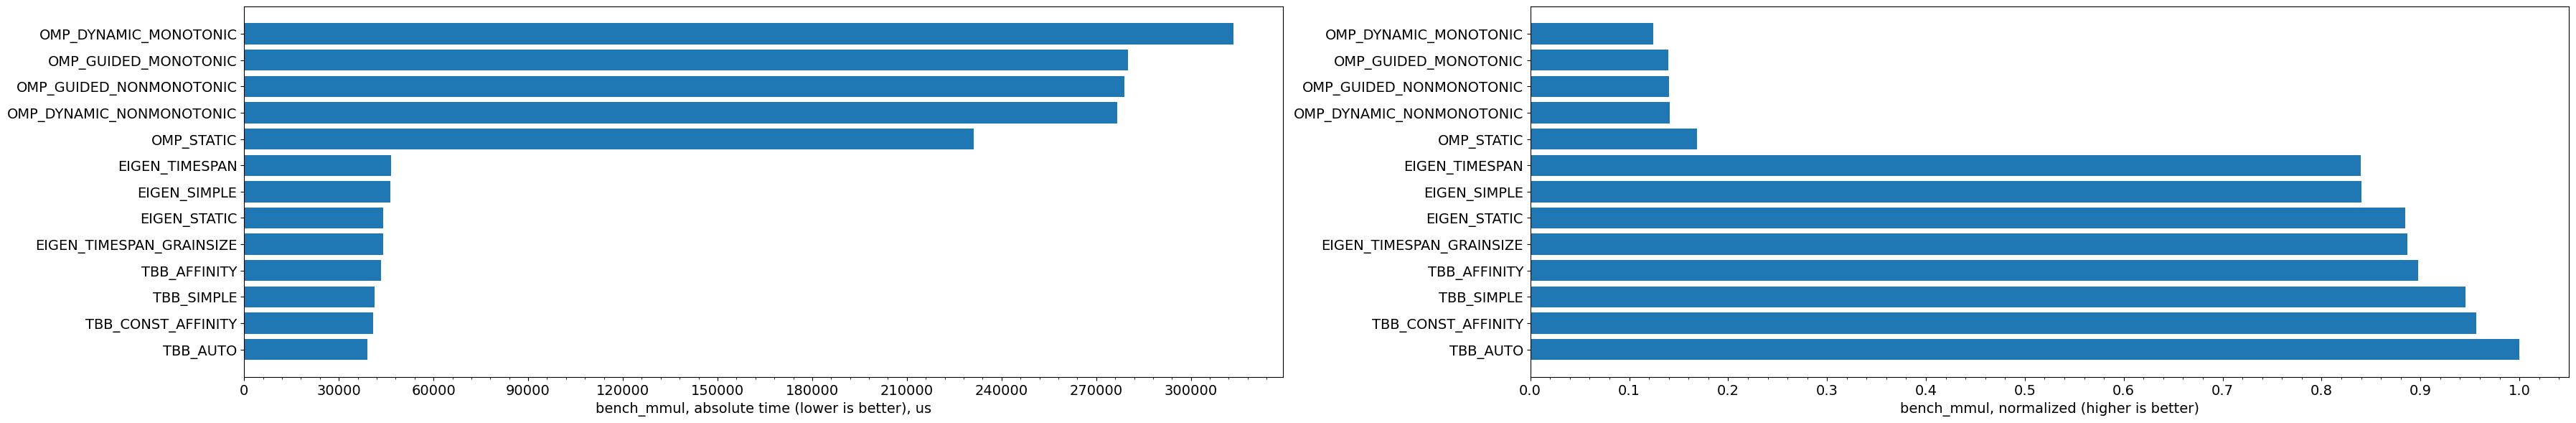 OMP_DYNAMIC_MONOTONIC
OMP_GUIDED_MONOTONIC
OMP_GUIDED_NONMONOTONIC
OMP_DYNAMIC_NONMONOTONIC
OMP_STATIC
EIGEN_TIMESPAN
EIGEN_SIMPLE
EIGEN_STATIC
EIGEN_TIMESPAN_GRAINSIZE
TBB_AFFINITY
TBB_SIMPLE
TBB_CONST_AFFINITY
TBB_AUTO
0 30000 60000 90000 120000 150000 180000 210000 240000 270000 300000
bench_mmul, absolute time (lower is better), us
OMP_DYNAMIC_MONOTONIC
OMP_GUIDED_MONOTONIC
OMP_GUIDED_NONMONOTONIC
OMP_DYNAMIC_NONMONOTONIC
OMP_STATIC
EIGEN_TIMESPAN
EIGEN_SIMPLE
EIGEN_STATIC
EIGEN_TIMESPAN_GRAINSIZE
TBB_AFFINITY
TBB_SIMPLE
TBB_CONST_AFFINITY
TBB_AUTO
0.0 0.1 0.2 0.3 0.4 0.5 0.6 0.7 0.8 0.9 1.0
bench_mmul, normalized (higher is better)